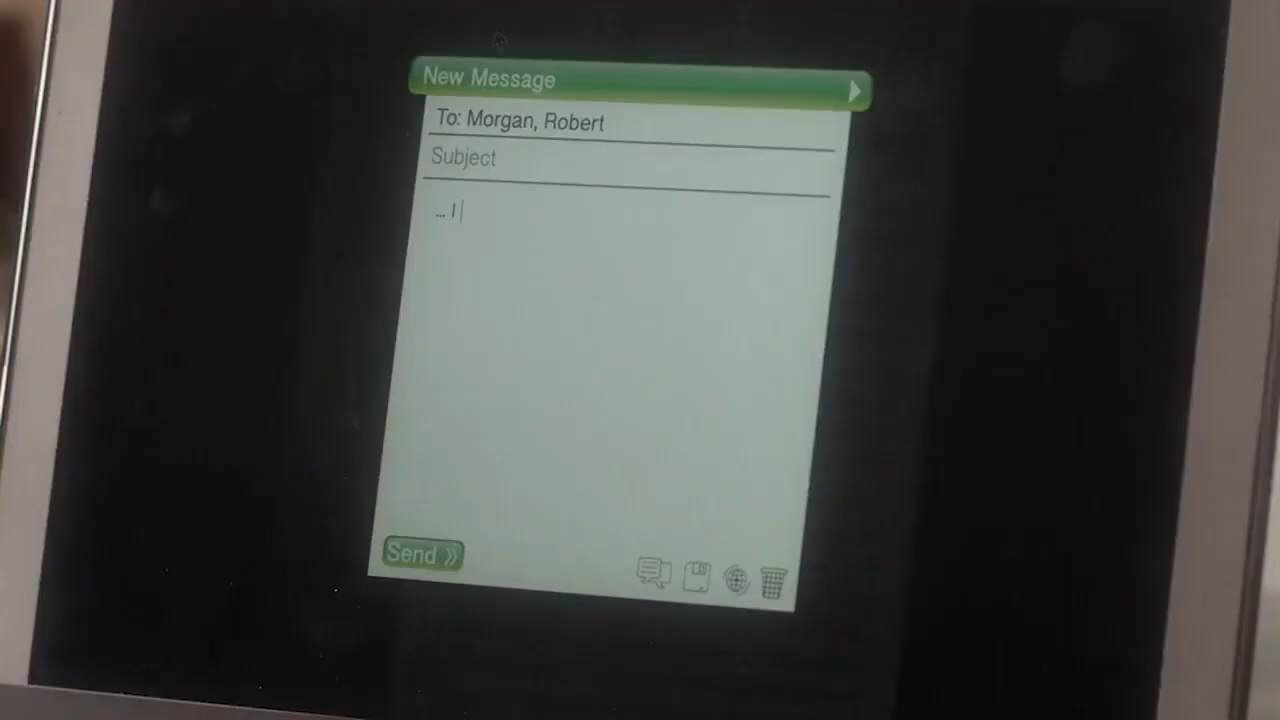 New Message
To: Morgan, Robert
Subject
... I
Send »